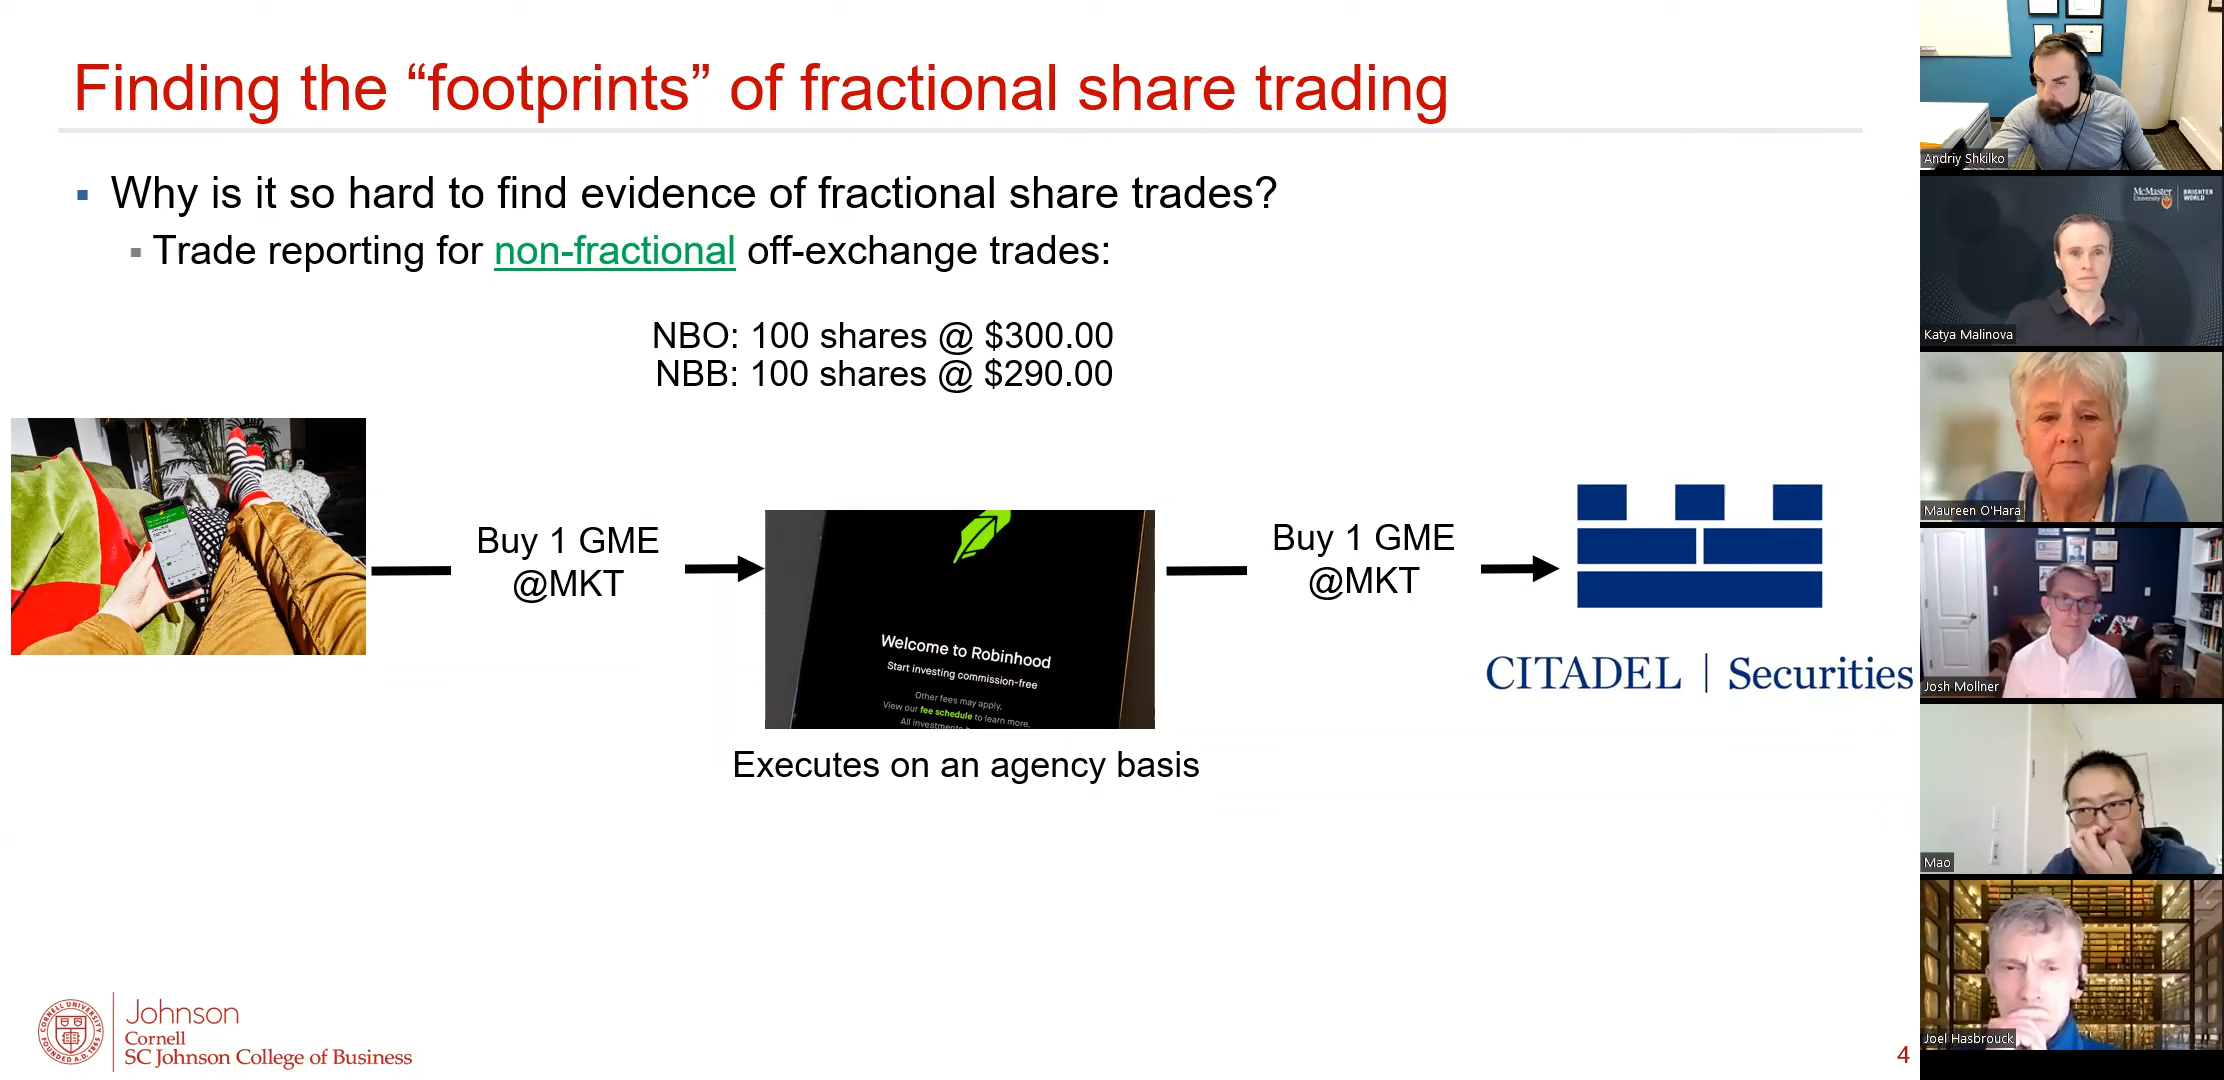 Finding the “footprints” of fractional share trading
Why is it so hard to find evidence of fractional share trades?
Trade reporting for non-fractional off-exchange trades:
NBO: 100 shares @ $300.00
NBB: 100 shares @ $290.00
Buy 1 GME
@MKT
Welcome to Robinhood
Start investing commission-free
Other fees may apply.
View our fee schedule to learn more.
All investments
Executes on an agency basis
Buy 1 GME
@MKT
CITADEL | Securities
Johnson
Cornell
SC Johnson College of Business
4
Andriy Shkilko
McMaster
University
BRIGHTER
WORLD
Katya Malinova
Maureen O'Hara
Josh Mollner
Mao
Joel Hasbrouck